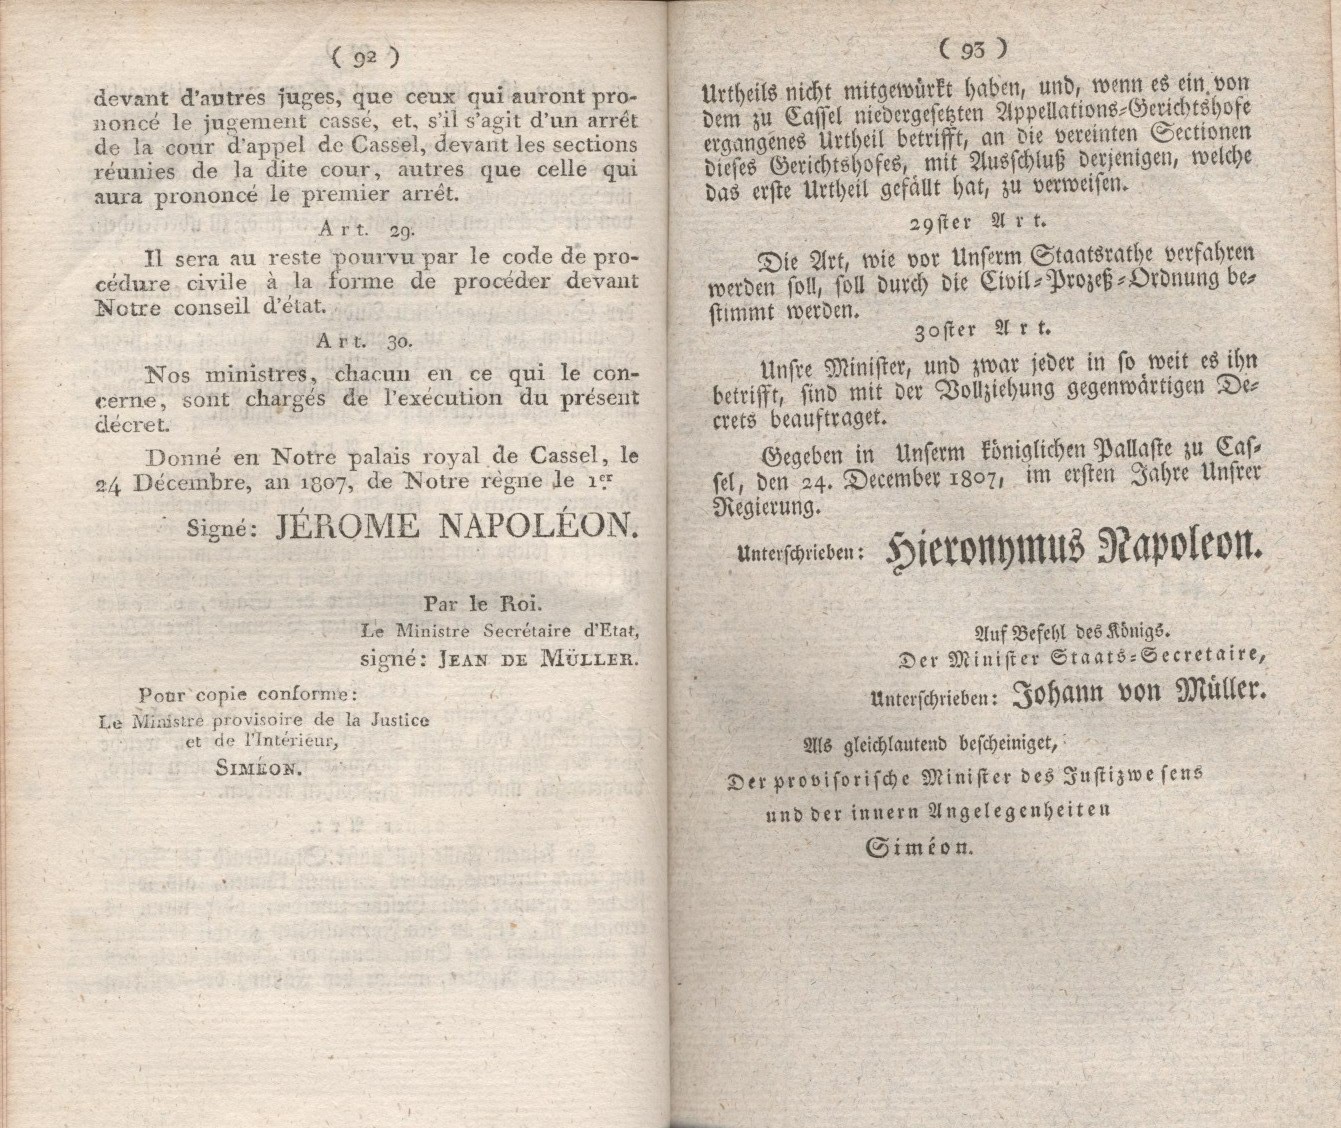 ( 92 )
devant d'autres juges, que ceux qui auront pro-
noncé le jugement cassé, et, s'il s'agit d'un arrêt
de la cour d'appel de Cassel, devant les sections
réunies de la dite cour, autres que celle qui
aura prononcé le premier arrêt.
Art. 29.
Il sera au reste pourvu par le code de pro-
cédure civile à la forme de procéder devant
Notre conseil d'état.
Art. 30.
Nos ministres, chacun en ce qui le con-
cerne, sont chargés de l'exécution du présent
décret.
Donné en Notre palais royal de Cassel, le
24 Décembre, an 1807, de Notre règne le 1er
Signé: JÉROME NAPOLÉON.
Par le Roi.
Le Ministre Secrétaire d'Etat,
signé: JEAN DE MÜLLER.
Pour copie conforme:
Le Ministre provisoire de la Justice
et de l'Intérieur,
SIMÉON.
( 93 )
Urtheils nicht mitgewürkt haben, und, wenn es ein von
dem zu Cassel niedergesetzten Appellations-Gerichtshofe
ergangenes Urtheil betrifft, an die vereinten Sectionen
dieses Gerichtshofes, mit Ausschluß derjenigen, welche
das erste Urtheil gefällt hat, zu verweisen.
29ster Art.
Die Art, wie vor Unserm Staatsrathe verfahren
werden soll, soll durch die Civil-Prozeß-Ordnung be-
stimmt werden.
30ster Art.
Unsre Minister, und zwar jeder in so weit es ihn
betrifft, sind mit der Vollziehung gegenwärtigen De-
crets beauftraget.
Gegeben in Unserm königlichen Pallaste zu Cas-
sel, den 24. December 1807, im ersten Jahre Unsrer
Regierung.
Unterschrieben: Hieronymus Napoleon.
Auf Befehl des Königs.
Der Minister Staats-Secretaire,
Unterschrieben: Johann von Müller.
Als gleichlautend bescheiniget,
Der provisorische Minister des Justizwesens
und der innern Angelegenheiten
Siméon.